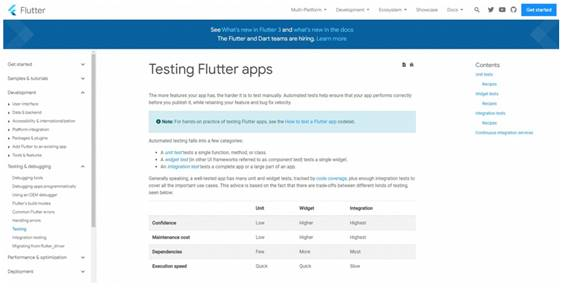 Flutter
Multi-Platform Development Ecosystem Showcase Docs Get started
See What's new in Flutter 3 and what's new in the docs
The Flutter and Dart teams are hiring. Learn more
Get started
Samples & tutorials
Development
User interface
Data & backend
Accessibility & internationalization
Platform integration
Packages & plugins
Add Flutter to an existing app
Tools & features
Testing & debugging
Debugging tools
Debugging apps programmatically
Using an OEM debugger
Flutter's build modes
Common Flutter errors
Handling errors
Testing
Integration testing
Migrating from flutter_driver
Performance & optimization
Deployment
Testing Flutter apps
The more features your app has, the harder it is to test manually. Automated tests help ensure that your app performs correctly
before you publish it, while retaining your feature and bug fix velocity.
Note: For hands-on practice of testing Flutter apps, see the How to test a Flutter app codelab.
Automated testing falls into a few categories:
A unit test tests a single function, method, or class.
A widget test (in other UI frameworks referred to as component test) tests a single widget.
An integration test tests a complete app or a large part of an app.
Generally speaking, a well-tested app has many unit and widget tests, tracked by code coverage, plus enough integration tests to
cover all the important use cases. This advice is based on the fact that there are trade-offs between different kinds of testing,
seen below.
Unit Widget Integration
Confidence Low Higher Highest
Maintenance cost Low Higher Highest
Dependencies Few More Most
Execution speed Quick Quick Slow
Contents
Unit tests
Recipes
Widget tests
Recipes
Integration tests
Recipes
Continuous integration services